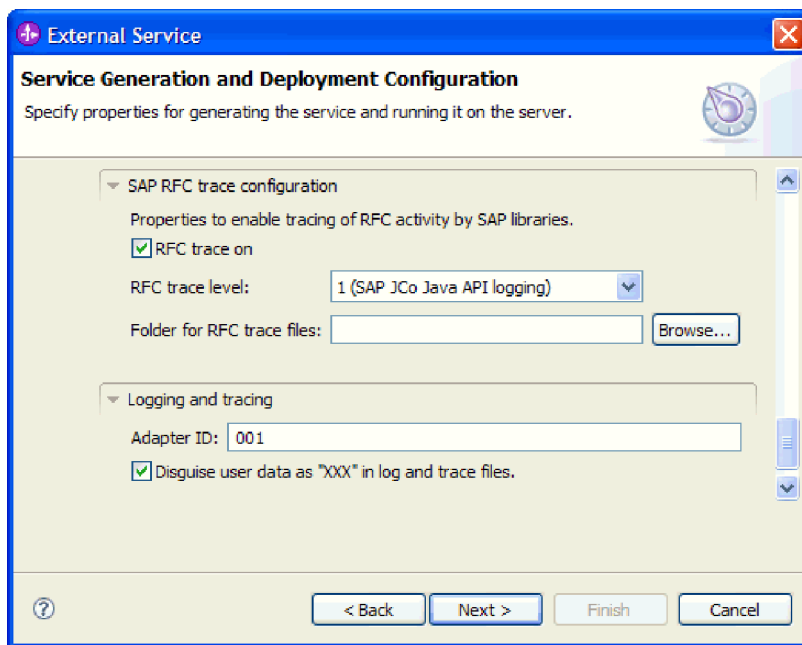 External Service
Service Generation and Deployment Configuration
Specify properties for generating the service and running it on the server.
SAP RFC trace configuration
Properties to enable tracing of RFC activity by SAP libraries.
RFC trace on
RFC trace level: 1 (SAP JCo Java API logging)
Folder for RFC trace files: Browse...
Logging and tracing
Adapter ID: 001
Disguise user data as "XXX" in log and trace files.
? < Back Next > Finish Cancel